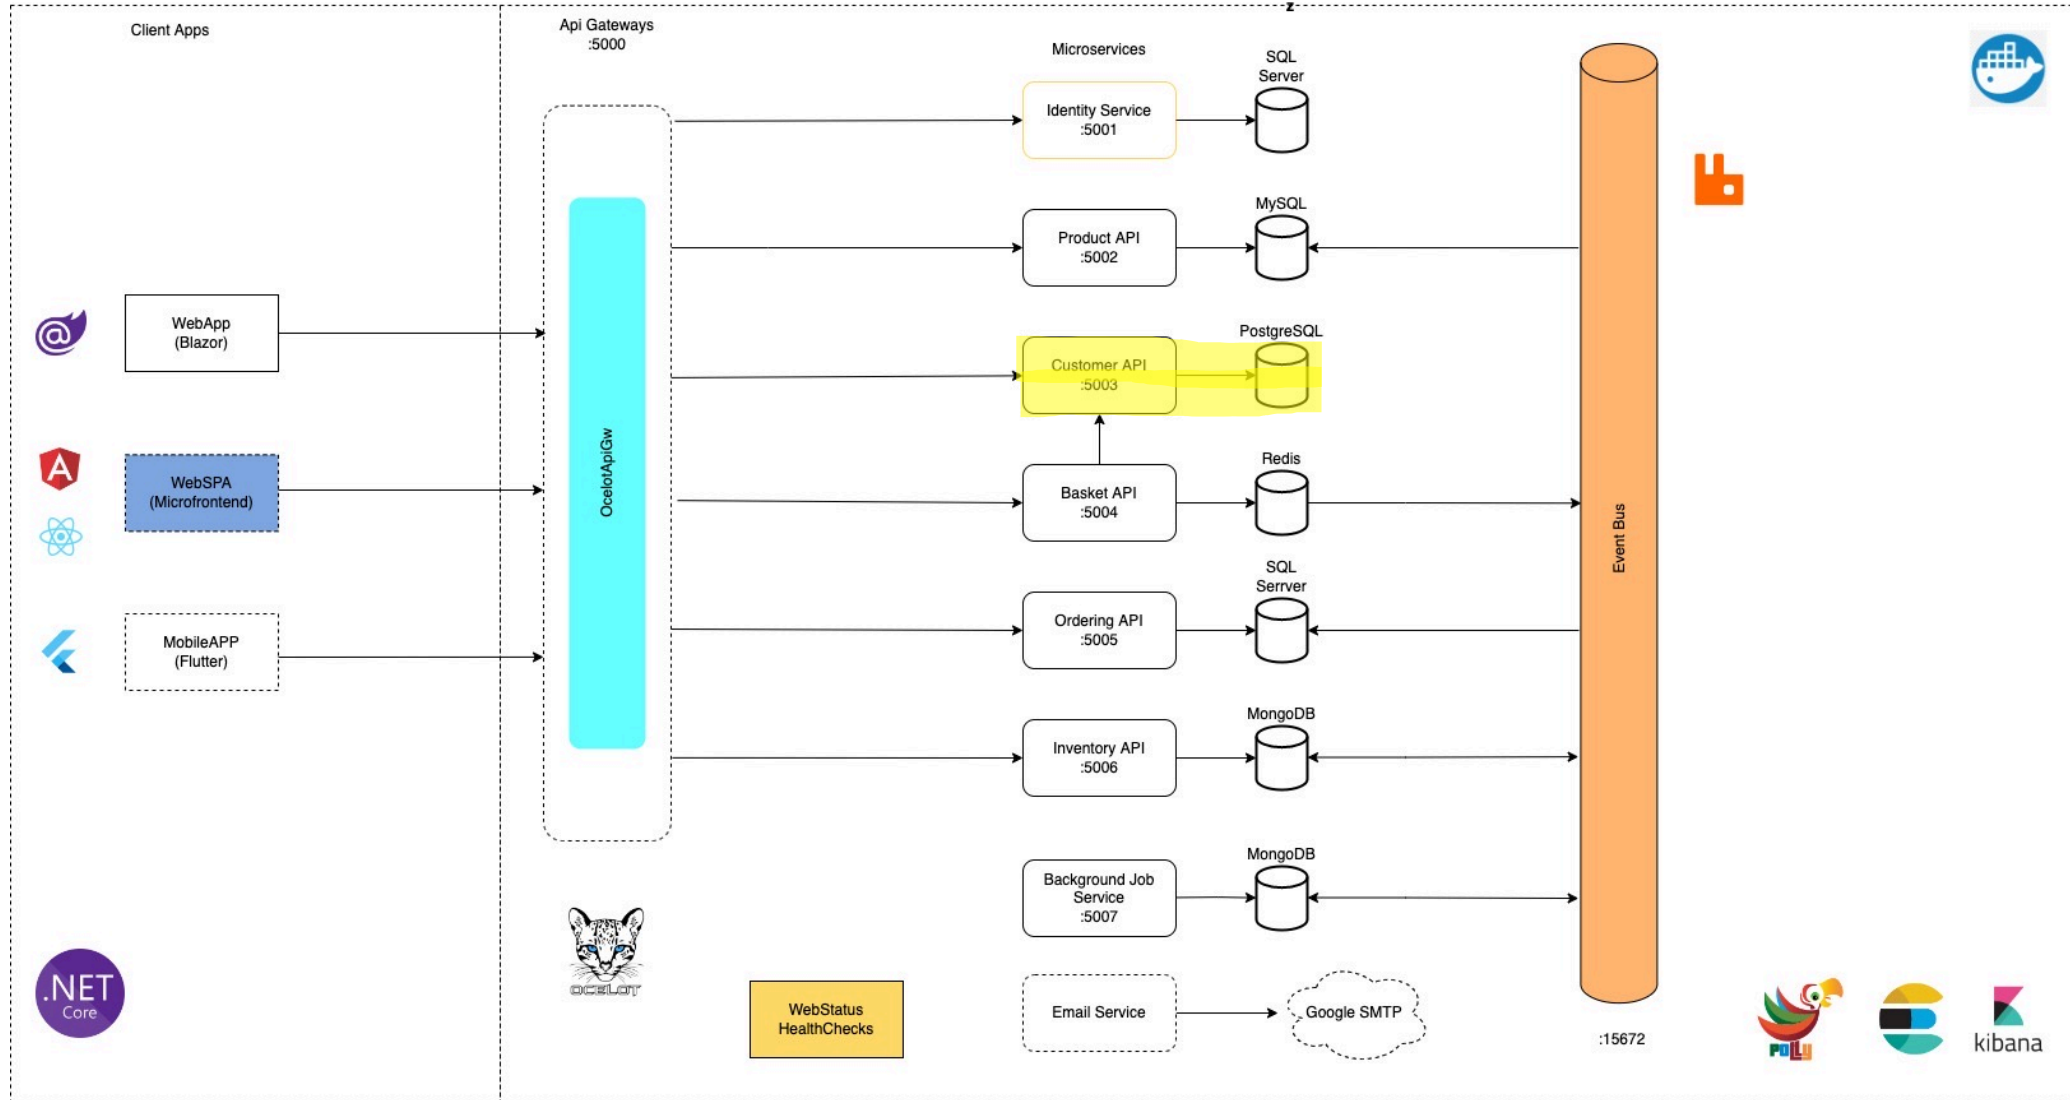 z
Client Apps
Api Gateways
:5000
Microservices
SQL
Server
Identity Service
:5001
MySQL
Product API
:5002
PostgreSQL
Customer API
:5003
WebApp
(Blazor)
WebSPA
(Microfrontend)
MobileAPP
(Flutter)
OcelotApiGw
Redis
Basket API
:5004
SQL
Serrver
Ordering API
:5005
MongoDB
Inventory API
:5006
MongoDB
Background Job
Service
:5007
Event Bus
:15672
Email Service
Google SMTP
WebStatus
HealthChecks
OCELOT
.NET
Core
POLLY
kibana